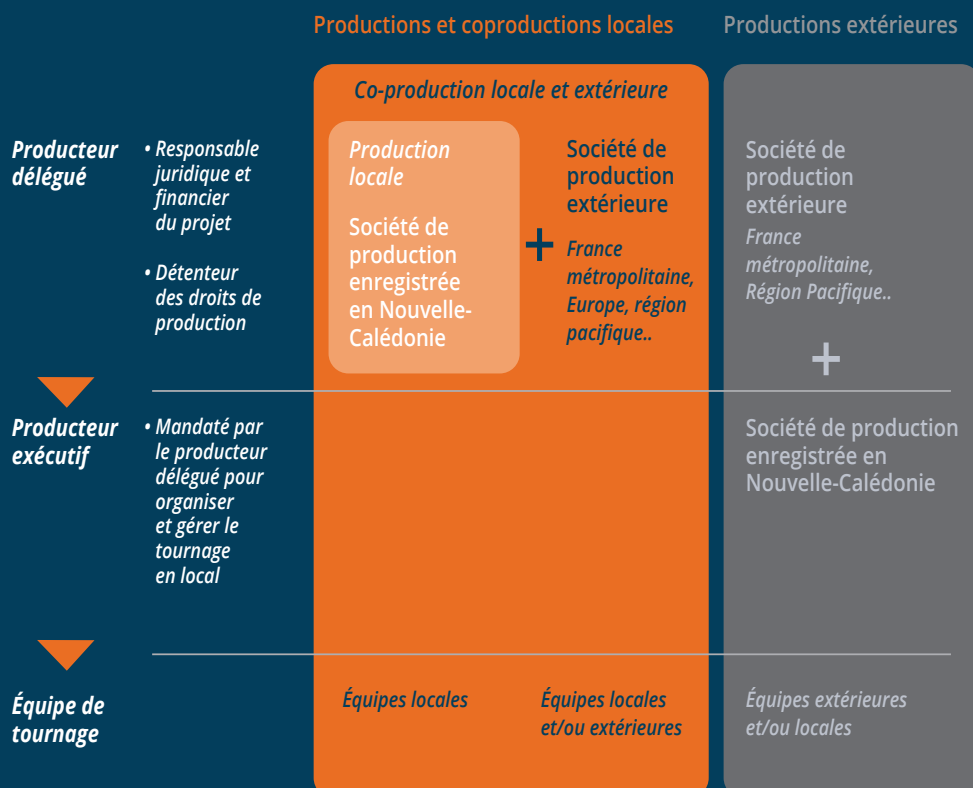 Productions et coproductions locales
Productions extérieures
Co-production locale et extérieure
Producteur
délégué
• Responsable
juridique et
financier
du projet
• Détenteur
des droits de
production
Production
locale
Société de
production
enregistrée
en Nouvelle-
Calédonie
+
Société de
production
extérieure
France
métropolitaine,
Europe, région
pacifique..
Société de
production
extérieure
France
métropolitaine,
Région Pacifique..
+
Producteur
exécutif
• Mandaté par
le producteur
délégué pour
organiser
et gérer le
tournage
en local
Société de production
enregistrée en
Nouvelle-Calédonie
Équipe de
tournage
Équipes locales
Équipes locales
et/ou extérieures
Équipes extérieures
et/ou locales